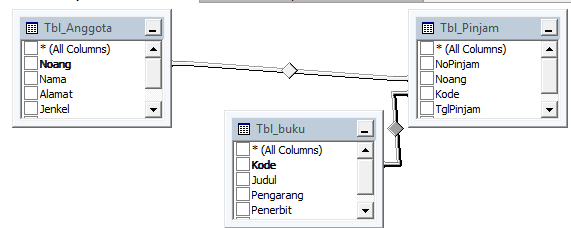 Tbl_Anggota
* (All Columns)
Noang
Nama
Alamat
Jenkel
Tbl_Pinjam
* (All Columns)
NoPinjam
Noang
Kode
TglPinjam
Tbl_buku
* (All Columns)
Kode
Judul
Pengarang
Penerbit